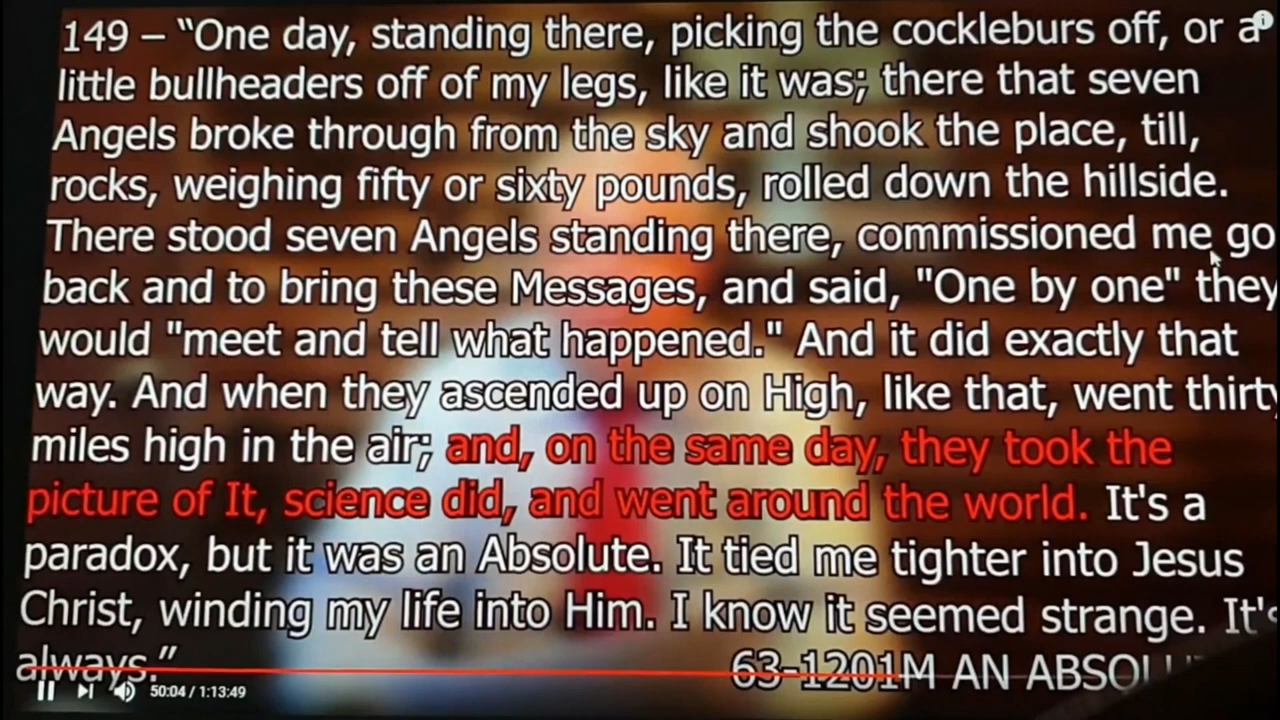 149 – “One day, standing there, picking the cockleburs off, or a
little bullheaders off of my legs, like it was; there that seven
Angels broke through from the sky and shook the place, till,
rocks, weighing fifty or sixty pounds, rolled down the hillside.
There stood seven Angels standing there, commissioned me go
back and to bring these Messages, and said, "One by one" they
would "meet and tell what happened." And it did exactly that
way. And when they ascended up on High, like that, went thirty
miles high in the air; and, on the same day, they took the
picture of It, science did, and went around the world. It's a
paradox, but it was an Absolute. It tied me tighter into Jesus
Christ, winding my life into Him. I know it seemed strange. It's
always.”
63-1201M AN
50:04 / 1:13:49